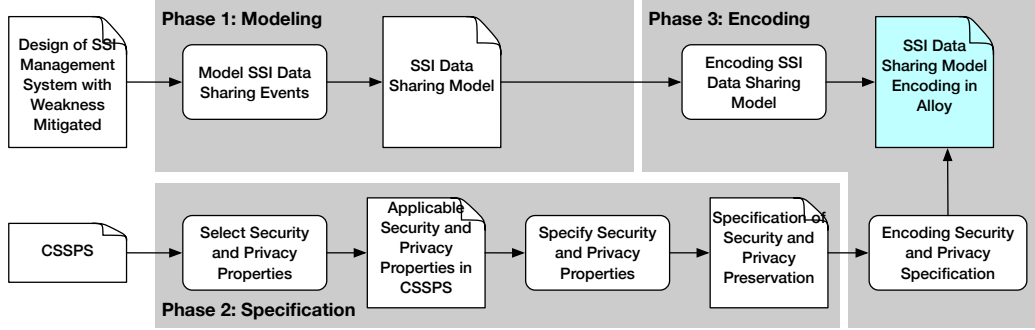 Phase 1: Modeling
Phase 3: Encoding
Design of SSI
Management
System with
Weakness
Mitigated
Model SSI Data
Sharing Events
SSI Data
Sharing Model
Encoding SSI
Data Sharing
Model
SSI Data
Sharing Model
Encoding in
Alloy
CSSPS
Select Security
and Privacy
Properties
Applicable
Security and
Privacy
Properties in
CSSPS
Specify Security
and Privacy
Properties
Specification of
Security and
Privacy
Preservation
Encoding Security
and Privacy
Specification
Phase 2: Specification